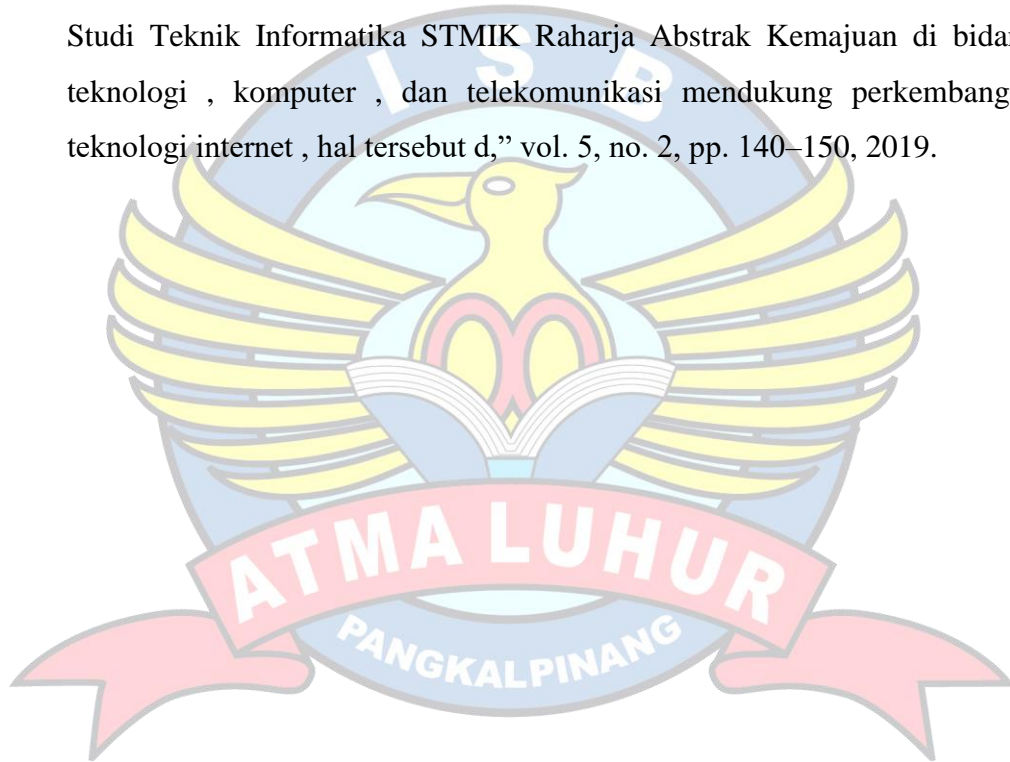 Studi Teknik Informatika STMIK Raharja Abstrak Kemajuan di bidan
teknologi , komputer , dan telekomunikasi mendukung perkembang
teknologi internet , hal tersebut d,” vol. 5, no. 2, pp. 140–150, 2019.
I S B
ATMA LUHUR
PANGKALPINANG